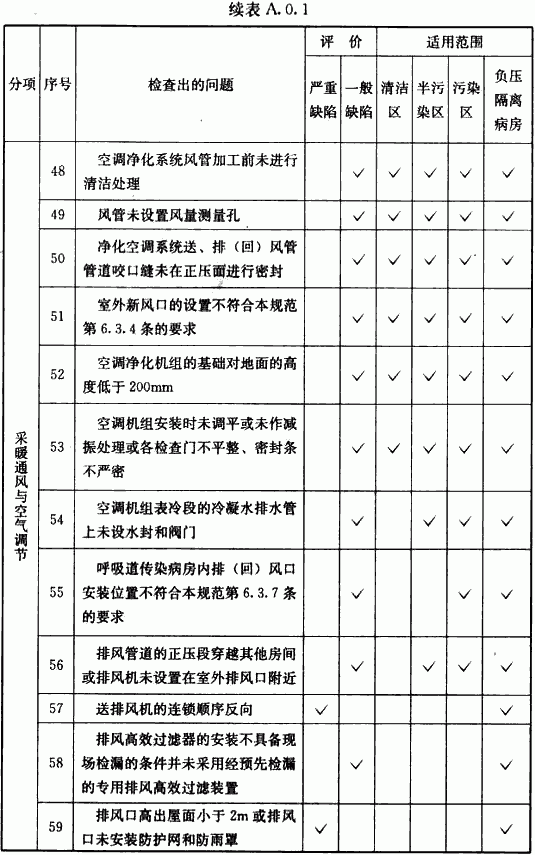 续表 A.0.1
分项 序号 检查出的问题 评 价 适用范围
严重缺陷 一般缺陷 清洁区 半污染区 污染区 负压隔离病房
采暖通风与空气调节
48 空调净化系统风管加工前未进行
清洁处理 ✓ ✓ ✓ ✓ ✓
49 风管未设置风量测量孔 ✓ ✓ ✓ ✓ ✓
50 净化空调系统送、排（回）风管
管道咬口缝未在正压面进行密封 ✓ ✓ ✓ ✓ ✓
51 室外新风口的设置不符合本规范
第 6.3.4 条的要求 ✓ ✓ ✓ ✓ ✓
52 空调净化机组的基础对地面的高
度低于 200mm ✓ ✓ ✓ ✓ ✓
53 空调机组安装时未调平或未作减
振处理或各检查门不平整、密封条
不严密 ✓ ✓ ✓ ✓ ✓
54 空调机组表冷段的冷凝水排水管
上未设水封和阀门 ✓ ✓ ✓ ✓
55 呼吸道传染病房内排（回）风口
安装位置不符合本规范第 6.3.7 条
的要求 ✓ ✓ ✓
56 排风管道的正压段穿越其他房间
或排风机未设置在室外排风口附近 ✓ ✓ ✓ ✓
57 送排风机的连锁顺序反向 ✓ ✓
58 排风高效过滤器的安装不具备现
场检漏的条件并未采用经预先检漏
的专用排风高效过滤装置 ✓ ✓
59 排风口高出屋面小于 2m 或排风
口未安装防护网和防雨罩 ✓ ✓